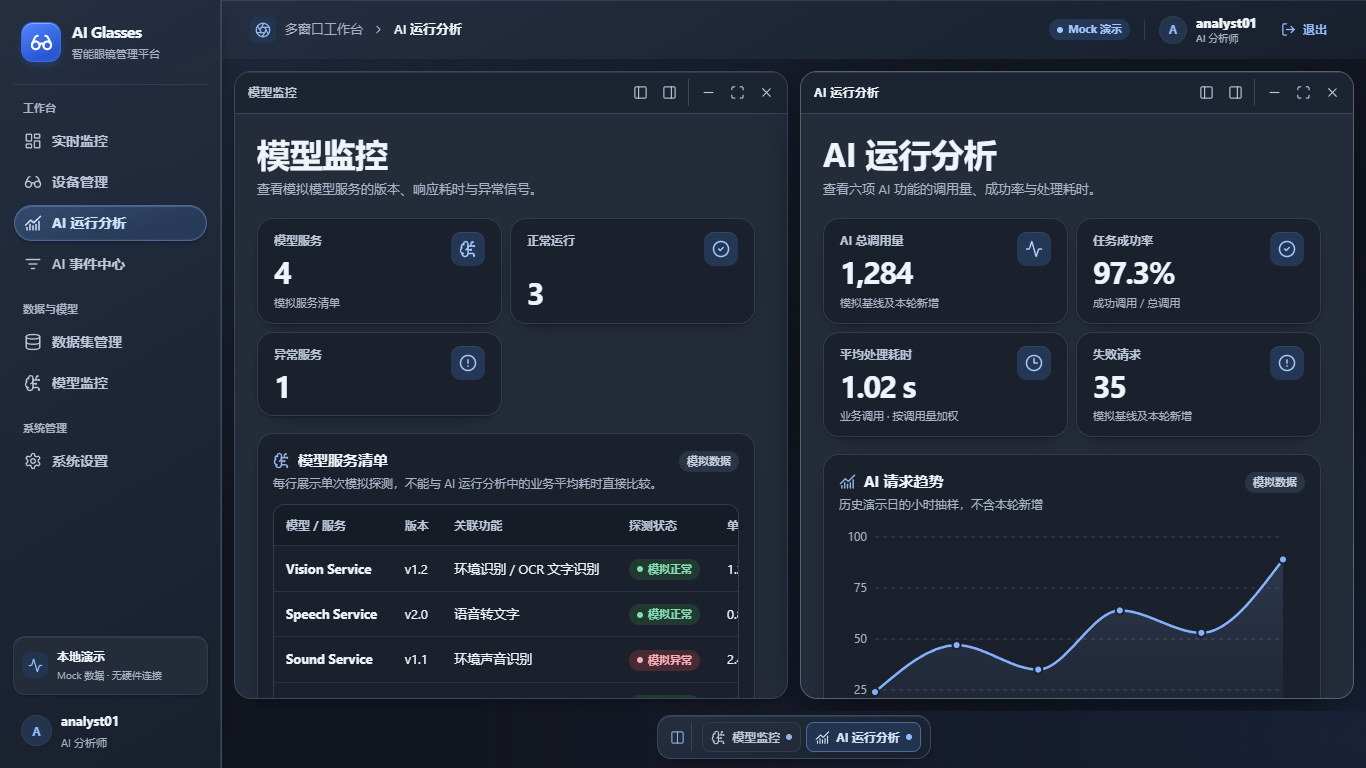 AI Glasses
智能眼镜管理平台
工作台
实时监控
设备管理
AI 运行分析
AI 事件中心
数据与模型
数据集管理
模型监控
系统管理
系统设置
本地演示
Mock 数据 · 无硬件连接
A
analyst01
AI 分析师
多窗口工作台 > AI 运行分析
Mock 演示
A
analyst01
AI 分析师
退出
模型监控
模型监控
查看模拟模型服务的版本、响应耗时与异常信号。
模型服务
4
模拟服务清单
正常运行
3
异常服务
1
模型服务清单
模拟数据
每行展示单次模拟探测，不能与 AI 运行分析中的业务平均耗时直接比较。
模型 / 服务 版本 关联功能 探测状态 单
Vision Service v1.2 环境识别 / OCR 文字识别 模拟正常 1.
Speech Service v2.0 语音转文字 模拟正常 0.
Sound Service v1.1 环境声音识别 模拟异常 2.
AI 运行分析
AI 运行分析
查看六项 AI 功能的调用量、成功率与处理耗时。
AI 总调用量
1,284
模拟基线及本轮新增
任务成功率
97.3%
成功调用 / 总调用
平均处理耗时
1.02 s
业务调用 · 按调用量加权
失败请求
35
模拟基线及本轮新增
AI 请求趋势
模拟数据
历史演示日的小时抽样，不含本轮新增
100
75
50
25
模型监控
AI 运行分析